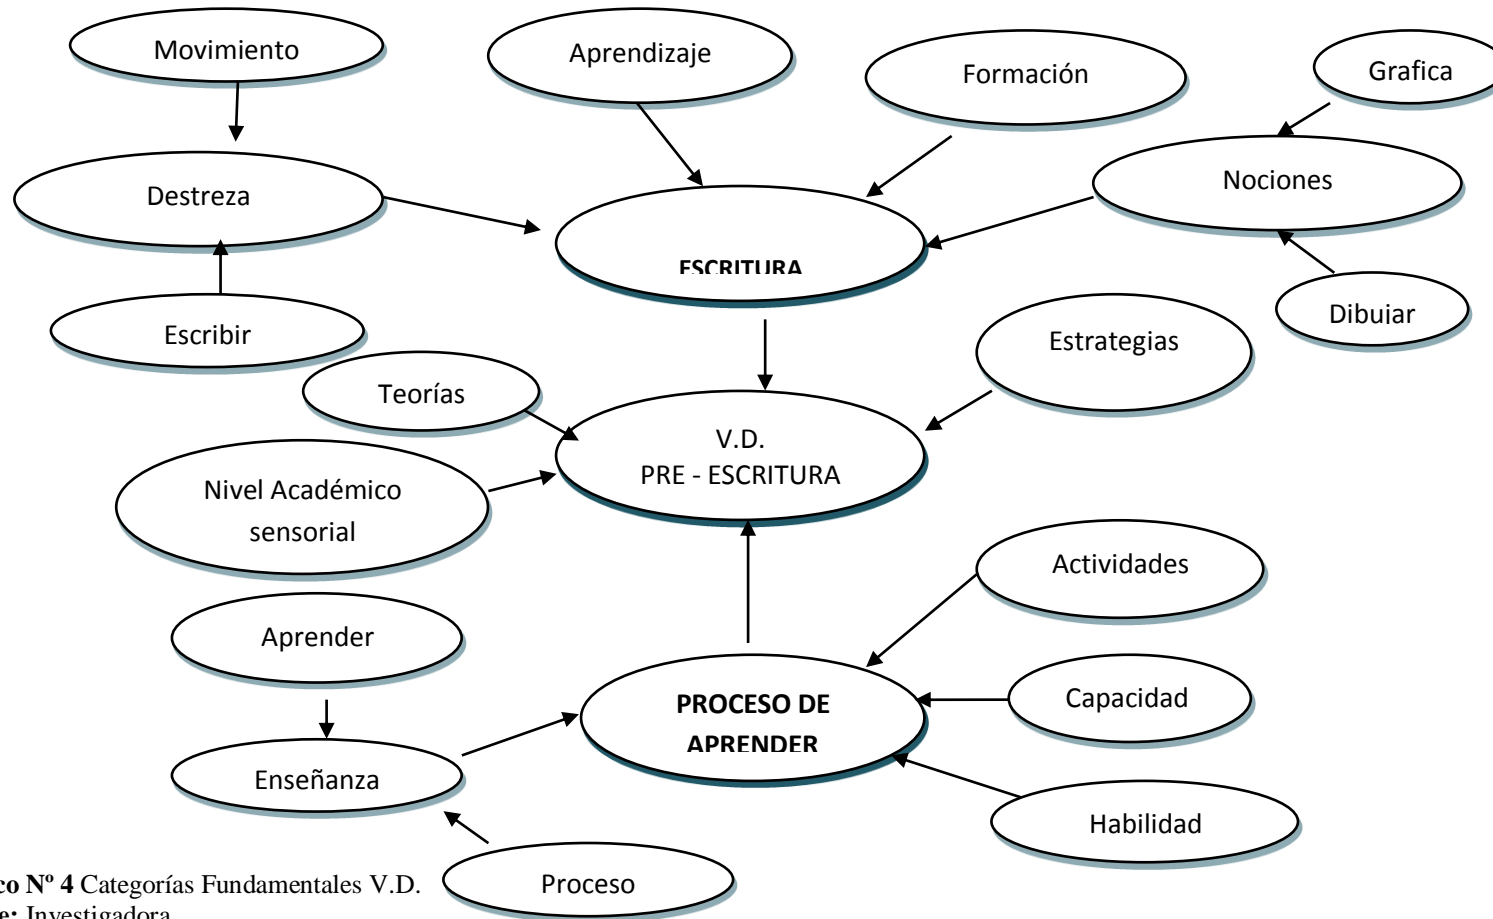 Movimiento
Aprendizaje
Formación
Grafica
Destreza
Nociones
ESCRITURA
Escribir
Dibujar
Estrategias
Teorías
V.D.
PRE - ESCRITURA
Nivel Académico
sensorial
Actividades
Aprender
Capacidad
PROCESO DE
APRENDER
Enseñanza
Habilidad
Proceso
co Nº 4 Categorías Fundamentales V.D.
e: Investigadora